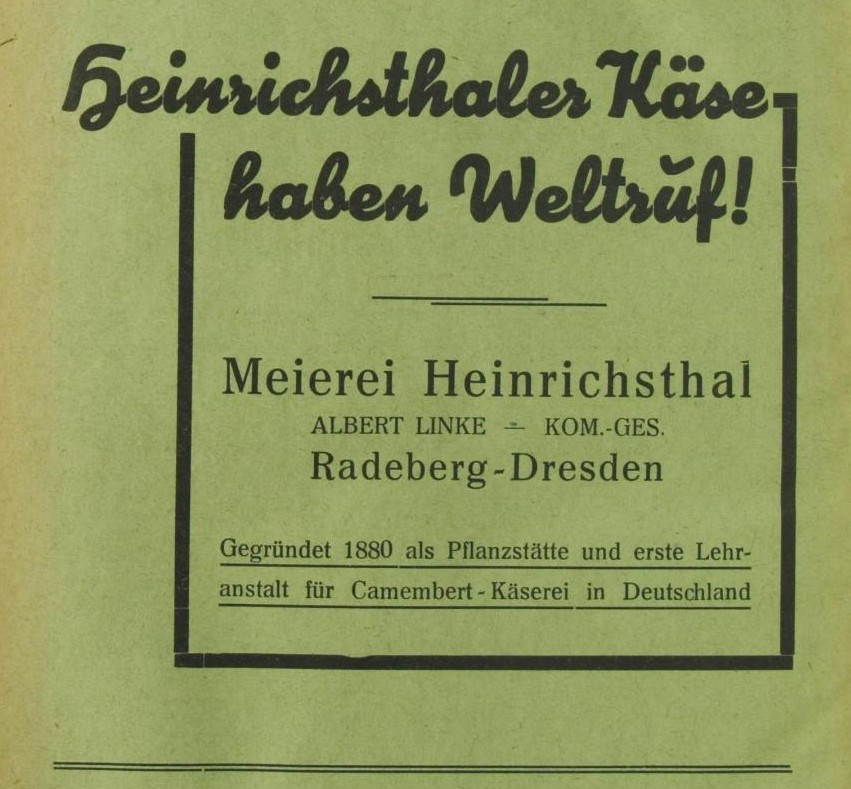 Heinrichsthaler Käse
haben Weltruf!
Meierei Heinrichsthal
ALBERT LINKE — KOM.-GES.
Radeberg-Dresden
Gegründet 1880 als Pflanzstätte und erste Lehr-
anstalt für Camembert-Käserei in Deutschland